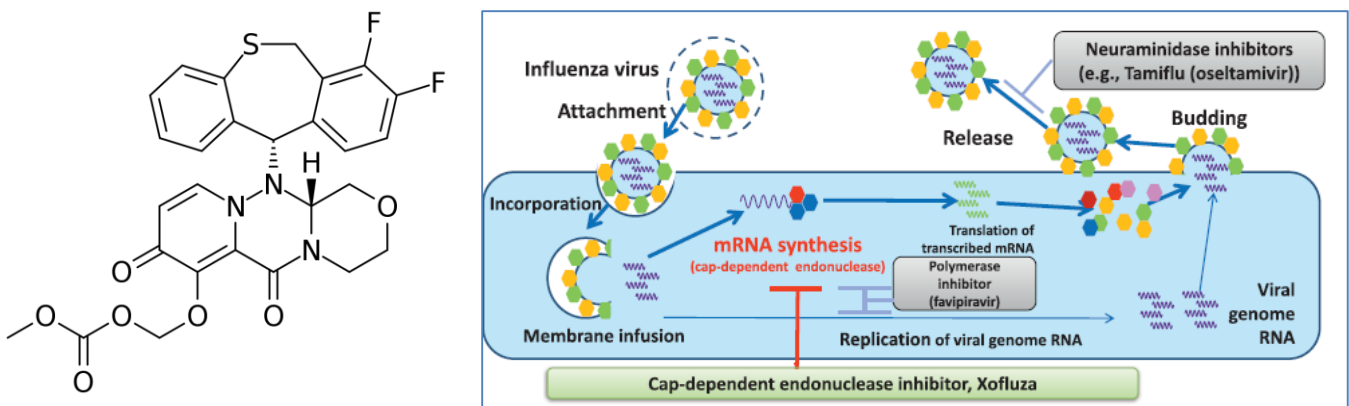 S
F
F
H
N
N
N
O
O
O
O
O
O
O
Influenza virus
Attachment
Incorporation
Membrane infusion
mRNA synthesis
(cap-dependent endonuclease)
Translation of
transcribed mRNA
Polymerase
inhibitor
(favipiravir)
Replication of viral genome RNA
Neuraminidase inhibitors
(e.g., Tamiflu (oseltamivir))
Release
Budding
Viral
genome
RNA
Cap-dependent endonuclease inhibitor, Xofluza